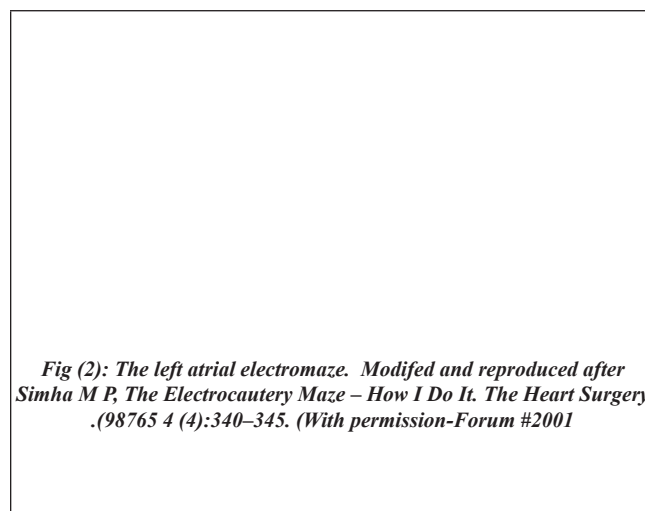 Fig (2): The left atrial electromaze. Modifed and reproduced after
Simha M P, The Electrocautery Maze – How I Do It. The Heart Surgery
.(98765 4 (4):340–345. (With permission-Forum #2001